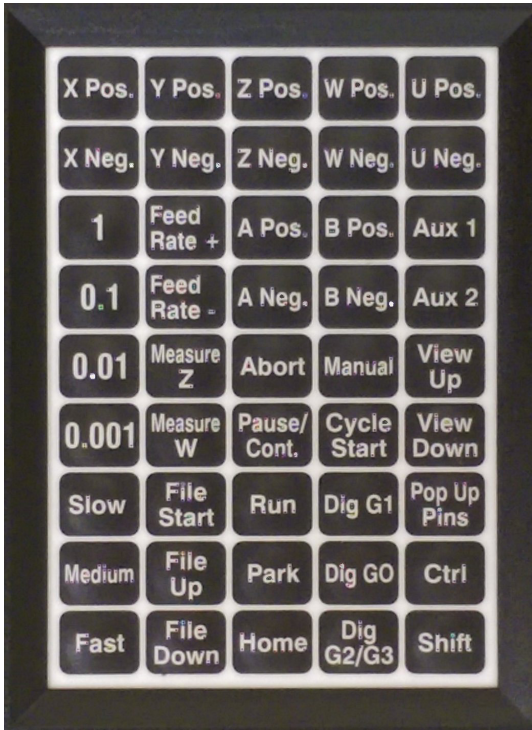 X Pos. Y Pos. Z Pos. W Pos. U Pos.
X Neg. Y Neg. Z Neg. W Neg. U Neg.
1 Feed Rate + A Pos. B Pos. Aux 1
0.1 Feed Rate - A Neg. B Neg. Aux 2
0.01 Measure Z Abort Manual View Up
0.001 Measure W Pause/ Cont. Cycle Start View Down
Slow File Start Run Dig G1 Pop Up Pins
Medium File Up Park Dig GO Ctrl
Fast File Down Home Dig G2/G3 Shift